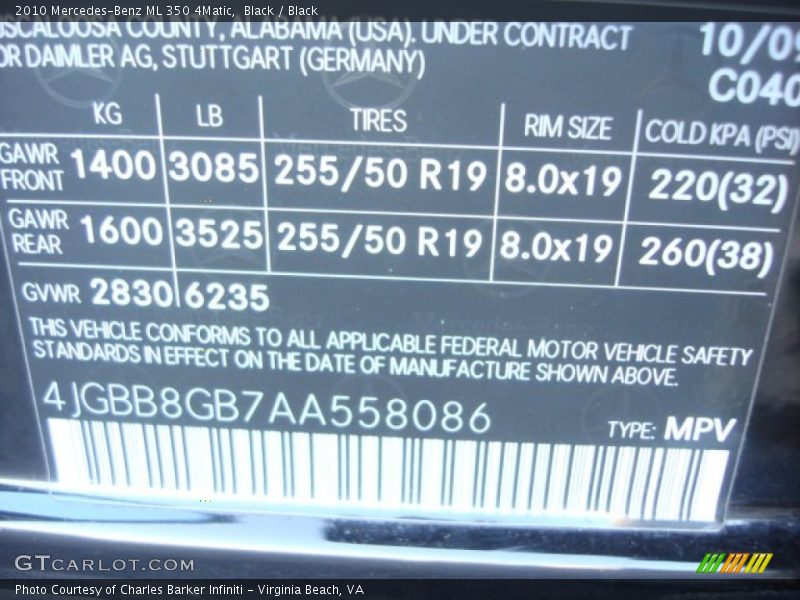 2010 Mercedes-Benz ML 350 4Matic, Black / Black
COUNTY, ALABAMA (USA). UNDER CONTRACT 10/09
OR DAIMLER AG, STUTTGART (GERMANY) C040
KG LB TIRES RIM SIZE COLD KPA (PSI)
GAWR FRONT 1400 3085 255/50 R19 8.0x19 220(32)
GAWR REAR 1600 3525 255/50 R19 8.0x19 260(38)
GVWR 2830 6235
THIS VEHICLE CONFORMS TO ALL APPLICABLE FEDERAL MOTOR VEHICLE SAFETY
STANDARDS IN EFFECT ON THE DATE OF MANUFACTURE SHOWN ABOVE.
4JGBB8GB7AA558086
TYPE: MPV
GTCARLOT.COM
Photo Courtesy of Charles Barker Infiniti - Virginia Beach, VA